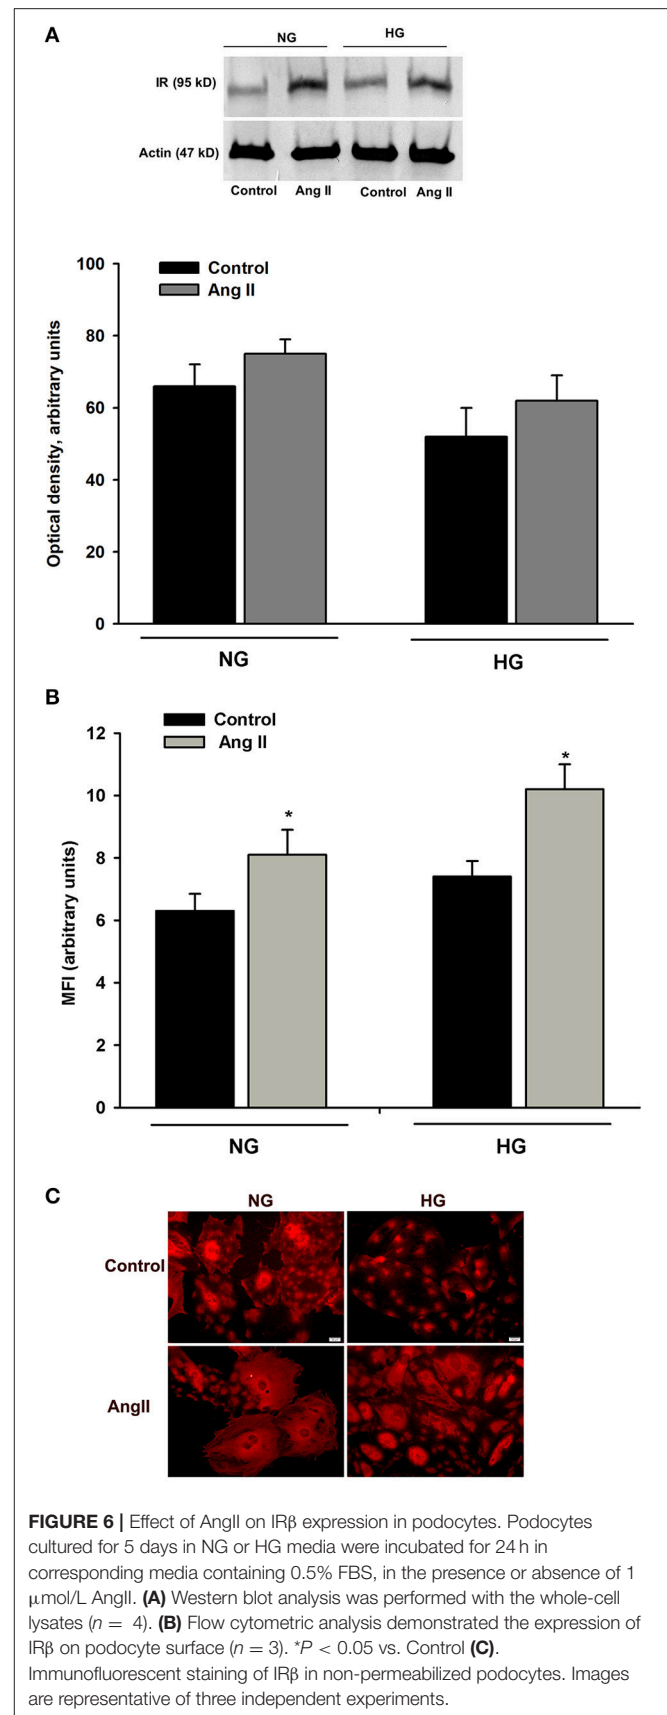 A
NG HG
IR (95 kD)
Actin (47 kD)
Control Ang II Control Ang II
Control
Ang II
Optical density, arbitrary units
100
80
60
40
20
0
NG HG
B
Control
Ang II
MFI (arbitrary units)
12
10
8
6
4
2
0
*
*
NG HG
C
NG HG
Control
AngII
FIGURE 6 | Effect of AngII on IRβ expression in podocytes. Podocytes
cultured for 5 days in NG or HG media were incubated for 24 h in
corresponding media containing 0.5% FBS, in the presence or absence of 1
μmol/L AngII. (A) Western blot analysis was performed with the whole-cell
lysates (n = 4). (B) Flow cytometric analysis demonstrated the expression of
IRβ on podocyte surface (n = 3). *P < 0.05 vs. Control (C).
Immunofluorescent staining of IRβ in non-permeabilized podocytes. Images
are representative of three independent experiments.